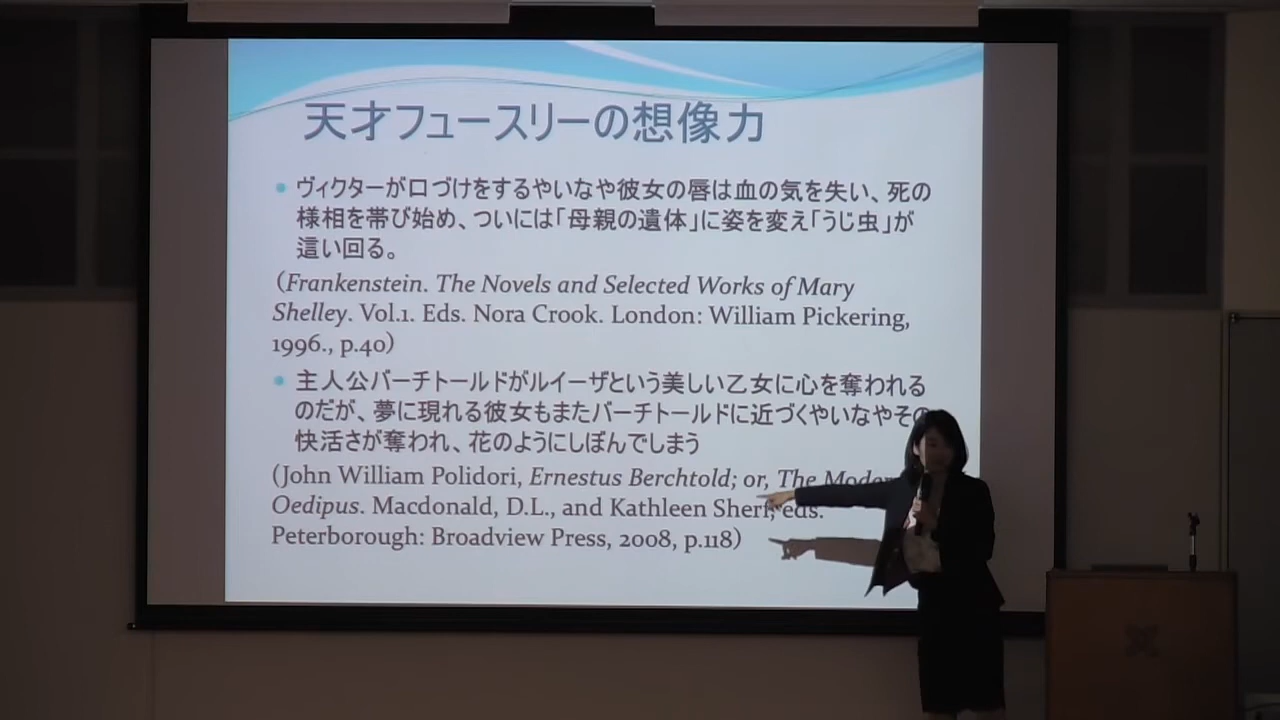 天才フュースリーの想像力
ヴィクターが口づけをするやいなや彼女の唇は血の気を失い、死の
様相を帯び始め、ついには「母親の遺体」に姿を変え「うじ虫」が
這い回る。
(Frankenstein. The Novels and Selected Works of Mary
Shelley. Vol.1. Eds. Nora Crook. London: William Pickering,
1996., p.40)
主人公バーチトールドがルイーザという美しい乙女に心を奪われる
のだが、夢に現れる彼女もまたバーチトールドに近づくやいなやその
快活さが奪われ、花のようにしぼんでしまう
(John William Polidori, Ernestus Berchtold; or, The Moder
Oedipus. Macdonald, D.L., and Kathleen Sherf, eds.
Peterborough: Broadview Press, 2008, p.118)